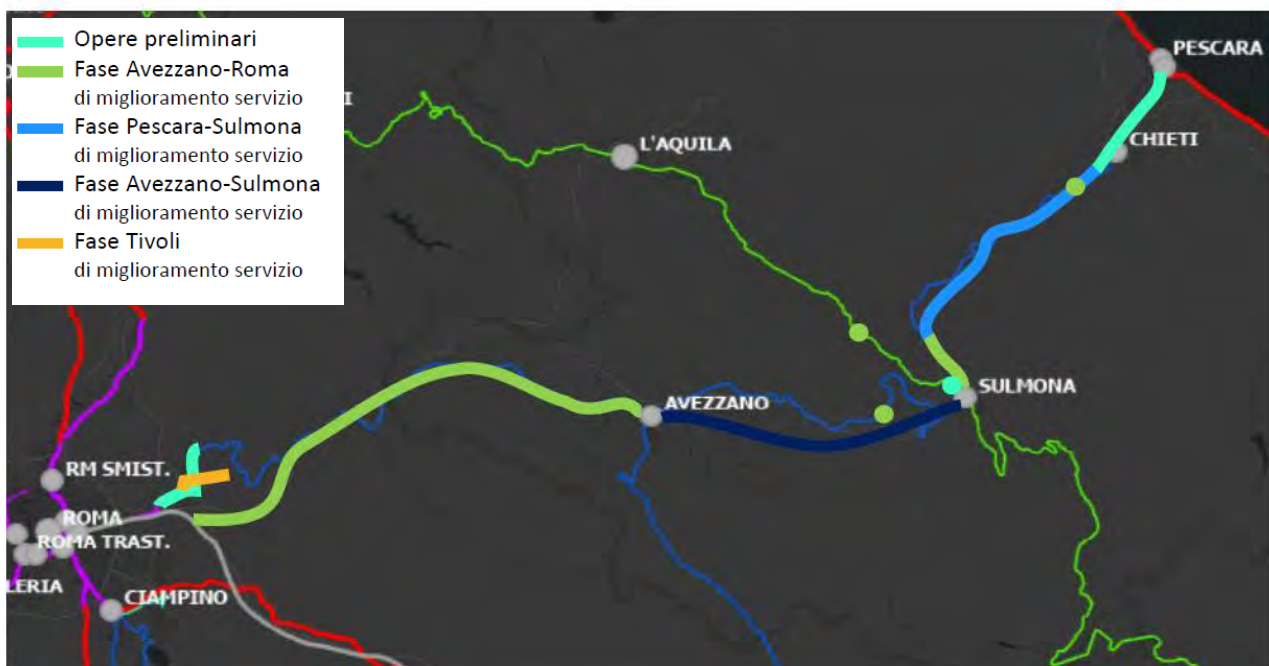 Opere preliminari
Fase Avezzano-Roma
di miglioramento servizio
Fase Pescara-Sulmona
di miglioramento servizio
Fase Avezzano-Sulmona
di miglioramento servizio
Fase Tivoli
di miglioramento servizio
I
PESCARA
L'AQUILA
CHIETI
SULMONA
AVEZZANO
RM SMIST.
ROMA
ROMA TRAST.
LERIA
CIAMPINO